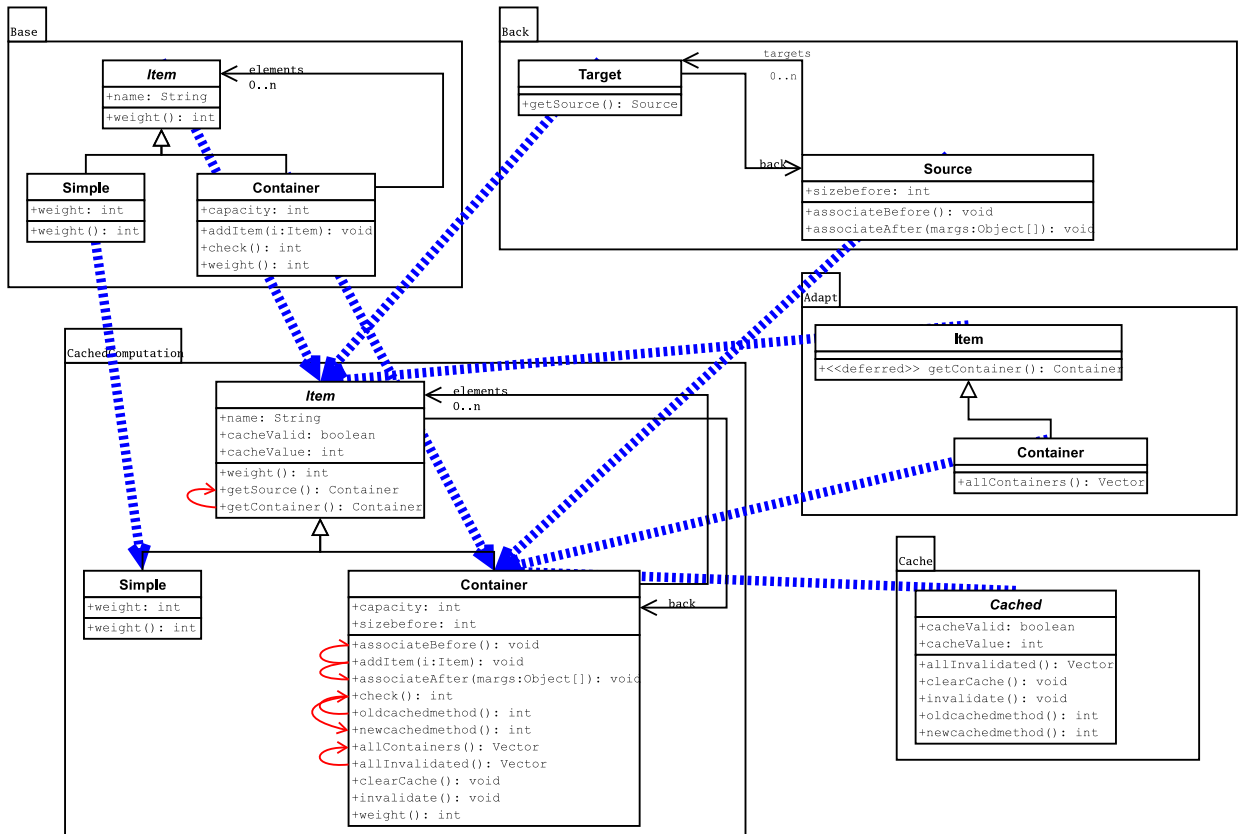 Base
Item
+name: String
+weight(): int
elements
0..n
Simple
+weight: int
+weight(): int
Container
+capacity: int
+addItem(i:Item): void
+check(): int
+weight(): int
Back
Target
+getSource(): Source
targets
0..n
back
Source
+sizebefore: int
+associateBefore(): void
+associateAfter(margs:Object[]): void
Adapt
Item
+<<deferred>> getContainer(): Container
Container
+allContainers(): Vector
CachedComputation
Item
+name: String
+cacheValid: boolean
+cacheValue: int
+weight(): int
+getSource(): Container
+getContainer(): Container
elements
0..n
back
Simple
+weight: int
+weight(): int
Container
+capacity: int
+sizebefore: int
+associateBefore(): void
+addItem(i:Item): void
+associateAfter(margs:Object[]): void
+check(): int
+oldcachedmethod(): int
+newcachedmethod(): int
+allContainers(): Vector
+allInvalidated(): Vector
+clearCache(): void
+invalidate(): void
+weight(): int
Cache
Cached
+cacheValid: boolean
+cacheValue: int
+allInvalidated(): Vector
+clearCache(): void
+invalidate(): void
+oldcachedmethod(): int
+newcachedmethod(): int